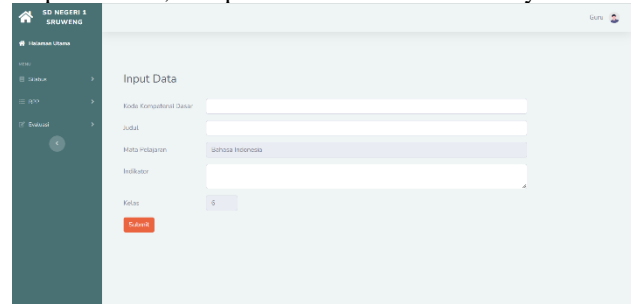 SD NEGERI 1
SRUWENG
Guru
Halaman Utama
MENU
Silabus
RPP
Evaluasi
Input Data
Kode Kompetensi Dasar
Judul
Mata Pelajaran
Bahasa Indonesia
Indikator
Kelas
6
Submit